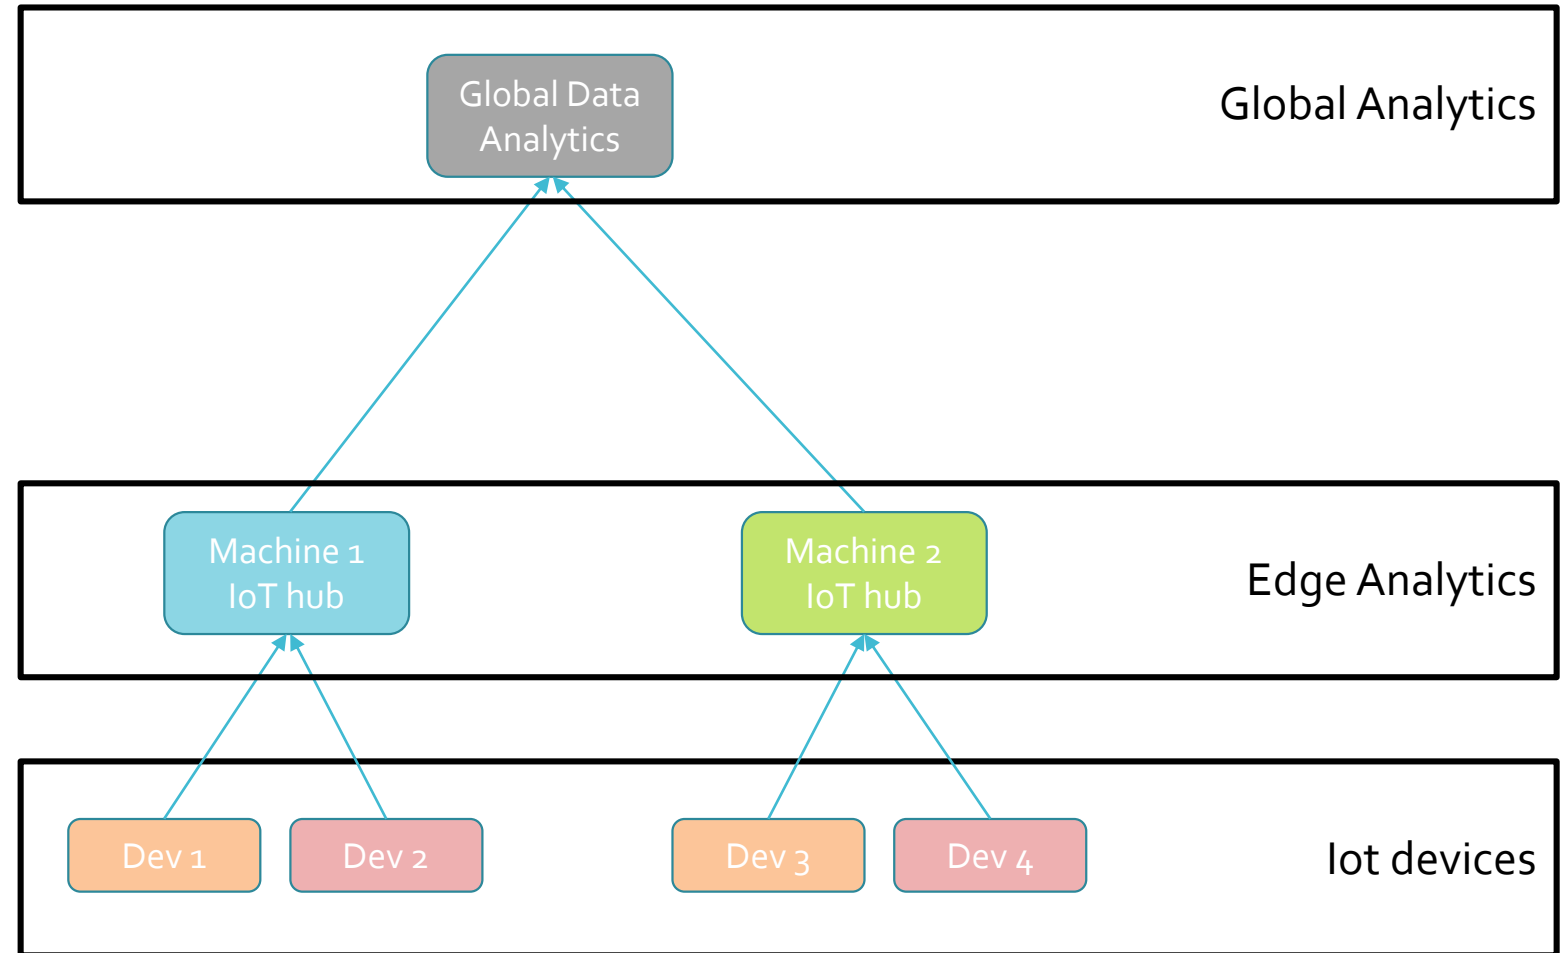 Global Data
Analytics
Global Analytics
Machine 1
IoT hub
Machine 2
IoT hub
Edge Analytics
Dev 1
Dev 2
Dev 3
Dev 4
Iot devices